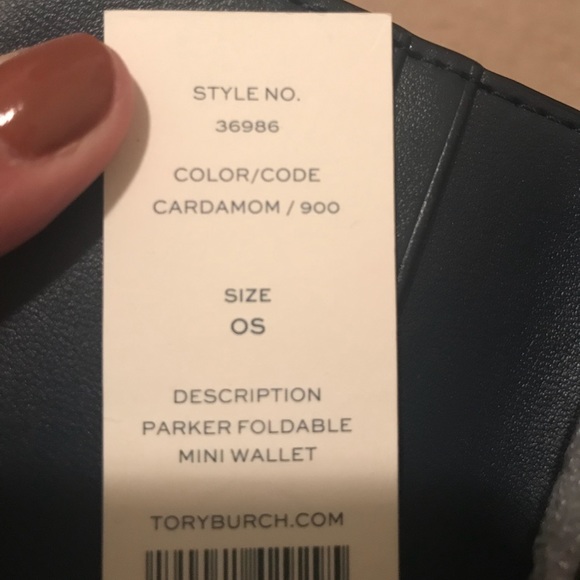 STYLE NO.
36986
COLOR/CODE
CARDAMOM / 900
SIZE
OS
DESCRIPTION
PARKER FOLDABLE
MINI WALLET
TORYBURCH.COM